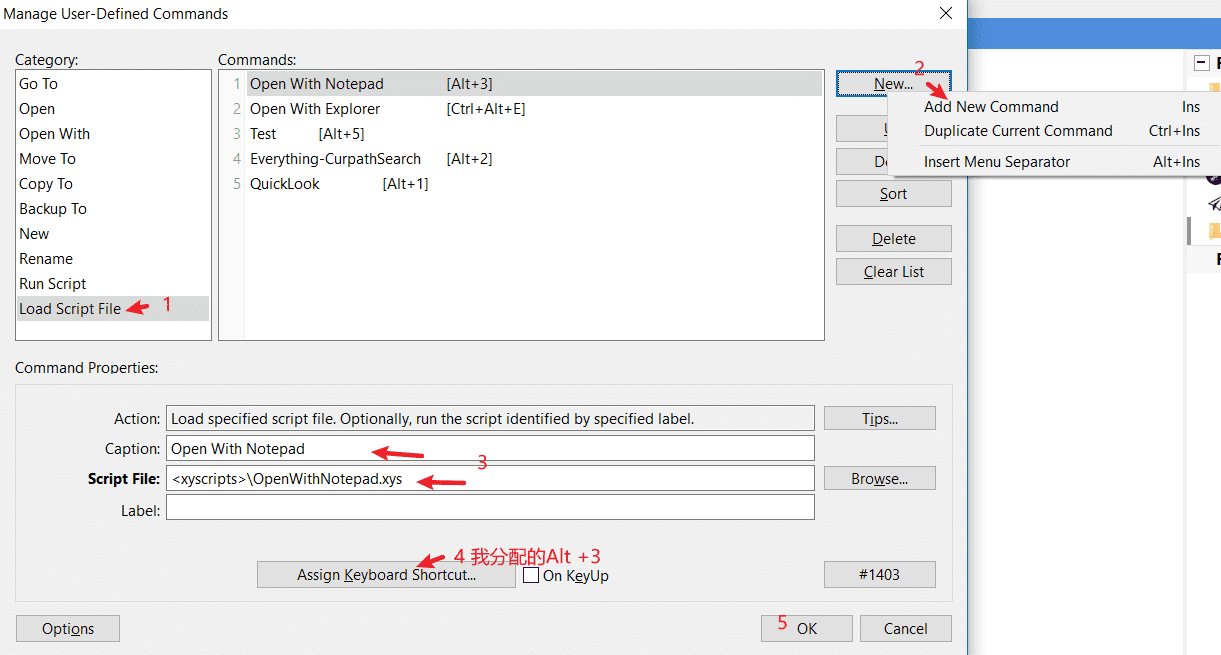 Manage User-Defined Commands
Category:
Commands:
Go To
Open
Open With
Move To
Copy To
Backup To
New
Rename
Run Script
Load Script File
1
1 Open With Notepad [Alt+3]
2 Open With Explorer [Ctrl+Alt+E]
3 Test [Alt+5]
4 Everything-CurpathSearch [Alt+2]
5 QuickLook [Alt+1]
New...
2
Add New Command Ins
Duplicate Current Command Ctrl+Ins
Insert Menu Separator Alt+Ins
Sort
Delete
Clear List
Command Properties:
Action: Load specified script file. Optionally, run the script identified by specified label. Tips...
Caption: Open With Notepad
3
Script File: <xyscripts>\OpenWithNotepad.xys Browse...
Label:
4 我分配的Alt +3
Assign Keyboard Shortcut... On KeyUp #1403
Options 5 OK Cancel